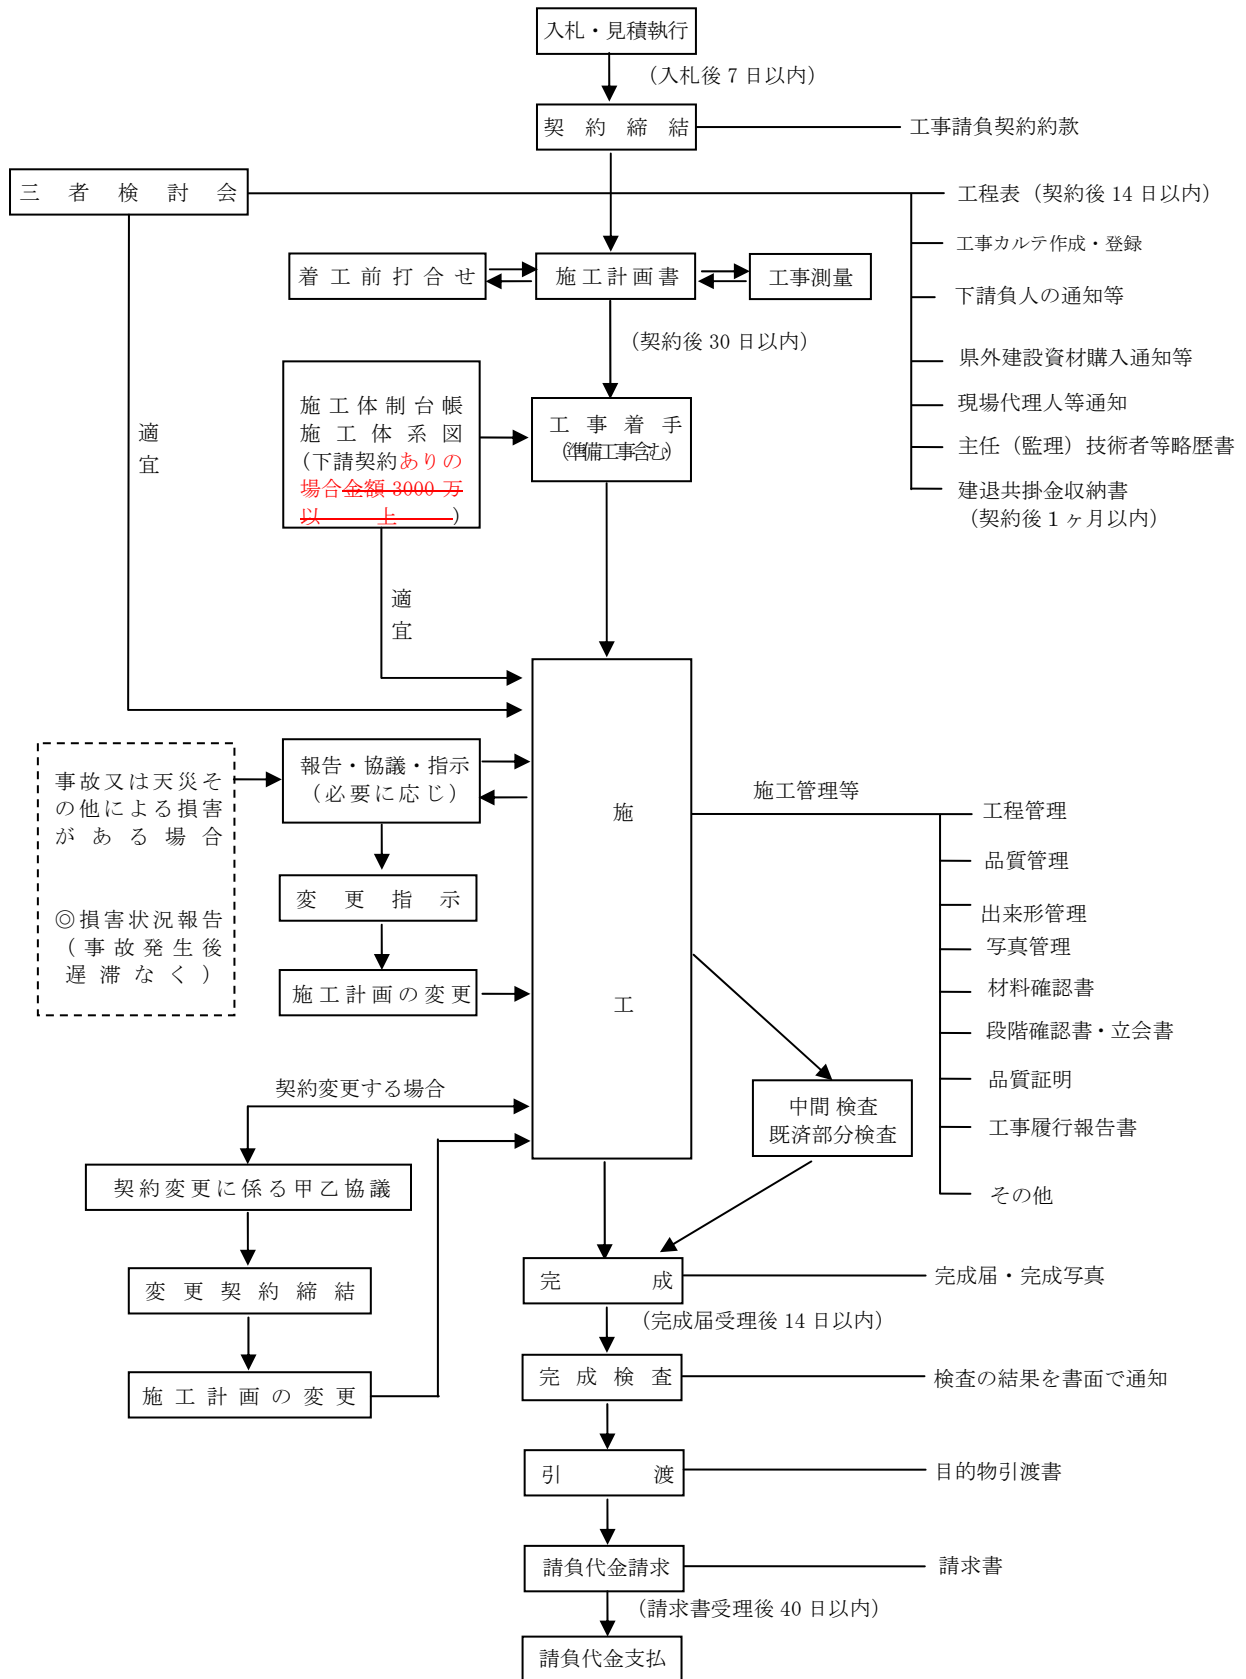 入札・見積執行
(入札後 7 日以内)
契約締結
工事請負契約約款
三者検討会
工程表（契約後 14 日以内）
工事カルテ作成・登録
下請負人の通知等
県外建設資材購入通知等
現場代理人等通知
主任（監理）技術者等略歴書
建退共掛金収納書
（契約後 1 ヶ月以内）
着工前打合せ
施工計画書
工事測量
(契約後 30 日以内)
適宜
施工体制台帳
施工体系図
(下請契約ありの
場合金額 3000 万
以上)
工事着手
(準備工事含む)
適宜
施工
事故又は天災そ
の他による損害
がある場合
◎損害状況報告
(事故発生後
遅滞なく)
報告・協議・指示
（必要に応じ）
変更指示
施工計画の変更
施工管理等
工程管理
品質管理
出来形管理
写真管理
材料確認書
段階確認書・立会書
品質証明
工事履行報告書
その他
中間 検査
既済部分検査
契約変更する場合
契約変更に係る甲乙協議
変更契約締結
施工計画の変更
完成
完成届・完成写真
(完成届受理後 14 日以内)
完成検査
検査の結果を書面で通知
引渡
目的物引渡書
請負代金請求
請求書
(請求書受理後 40 日以内)
請負代金支払